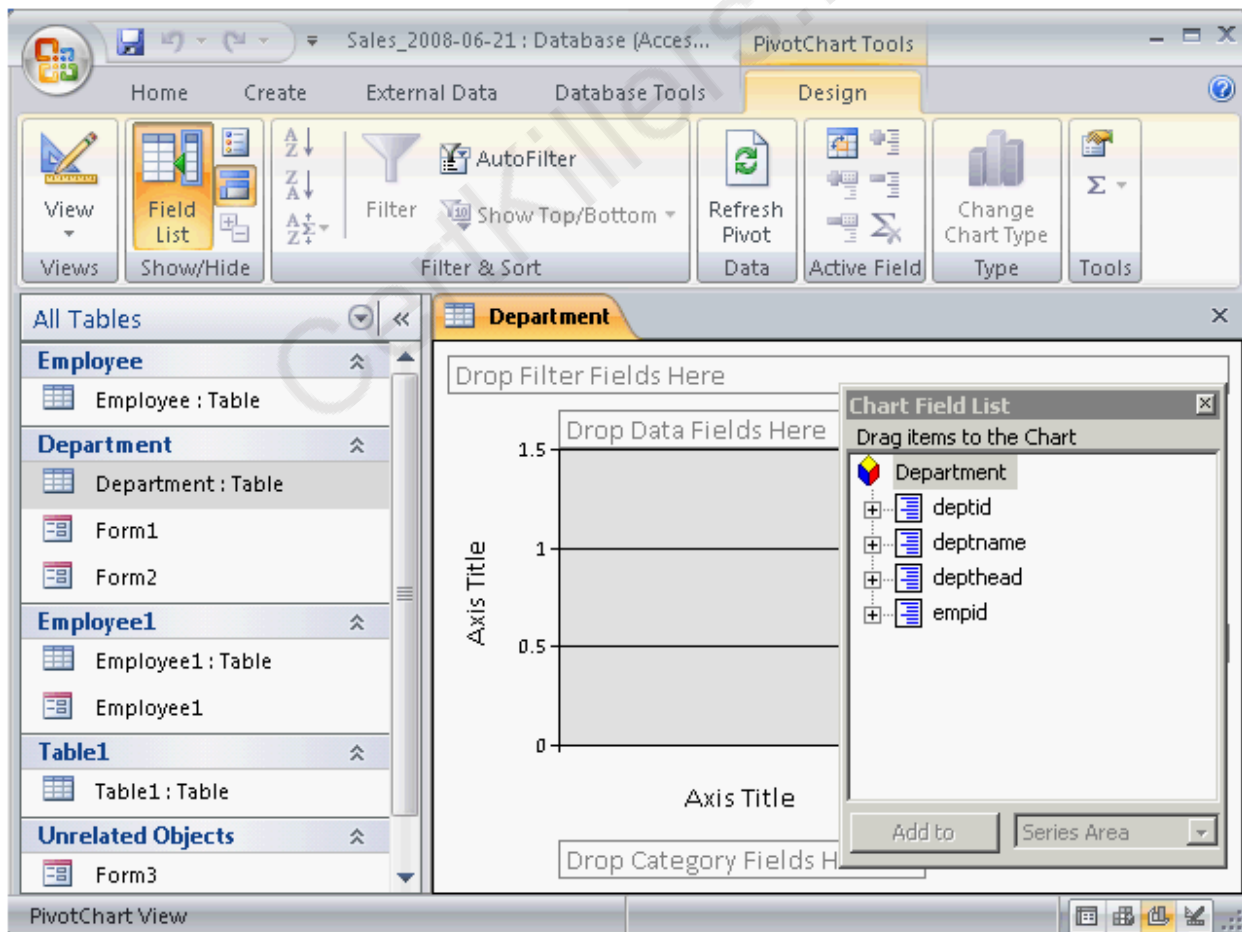 Sales_2008-06-21 : Database (Acces...
PivotChart Tools
Home Create External Data Database Tools Design
View
Field List
Filter
AutoFilter
Show Top/Bottom
Refresh Pivot
Change Chart Type
Views Show/Hide Filter & Sort Data Active Field Type Tools
All Tables
Employee
Employee : Table
Department
Department : Table
Form1
Form2
Employee1
Employee1 : Table
Employee1
Table1
Table1 : Table
Unrelated Objects
Form3
Department
Drop Filter Fields Here
Drop Data Fields Here
1.5
1
0.5
0
Axis Title
Axis Title
Drop Category Fields H
Chart Field List
Drag items to the Chart
Department
deptid
deptname
depthead
empid
Add to
Series Area
PivotChart View
CertKillers.